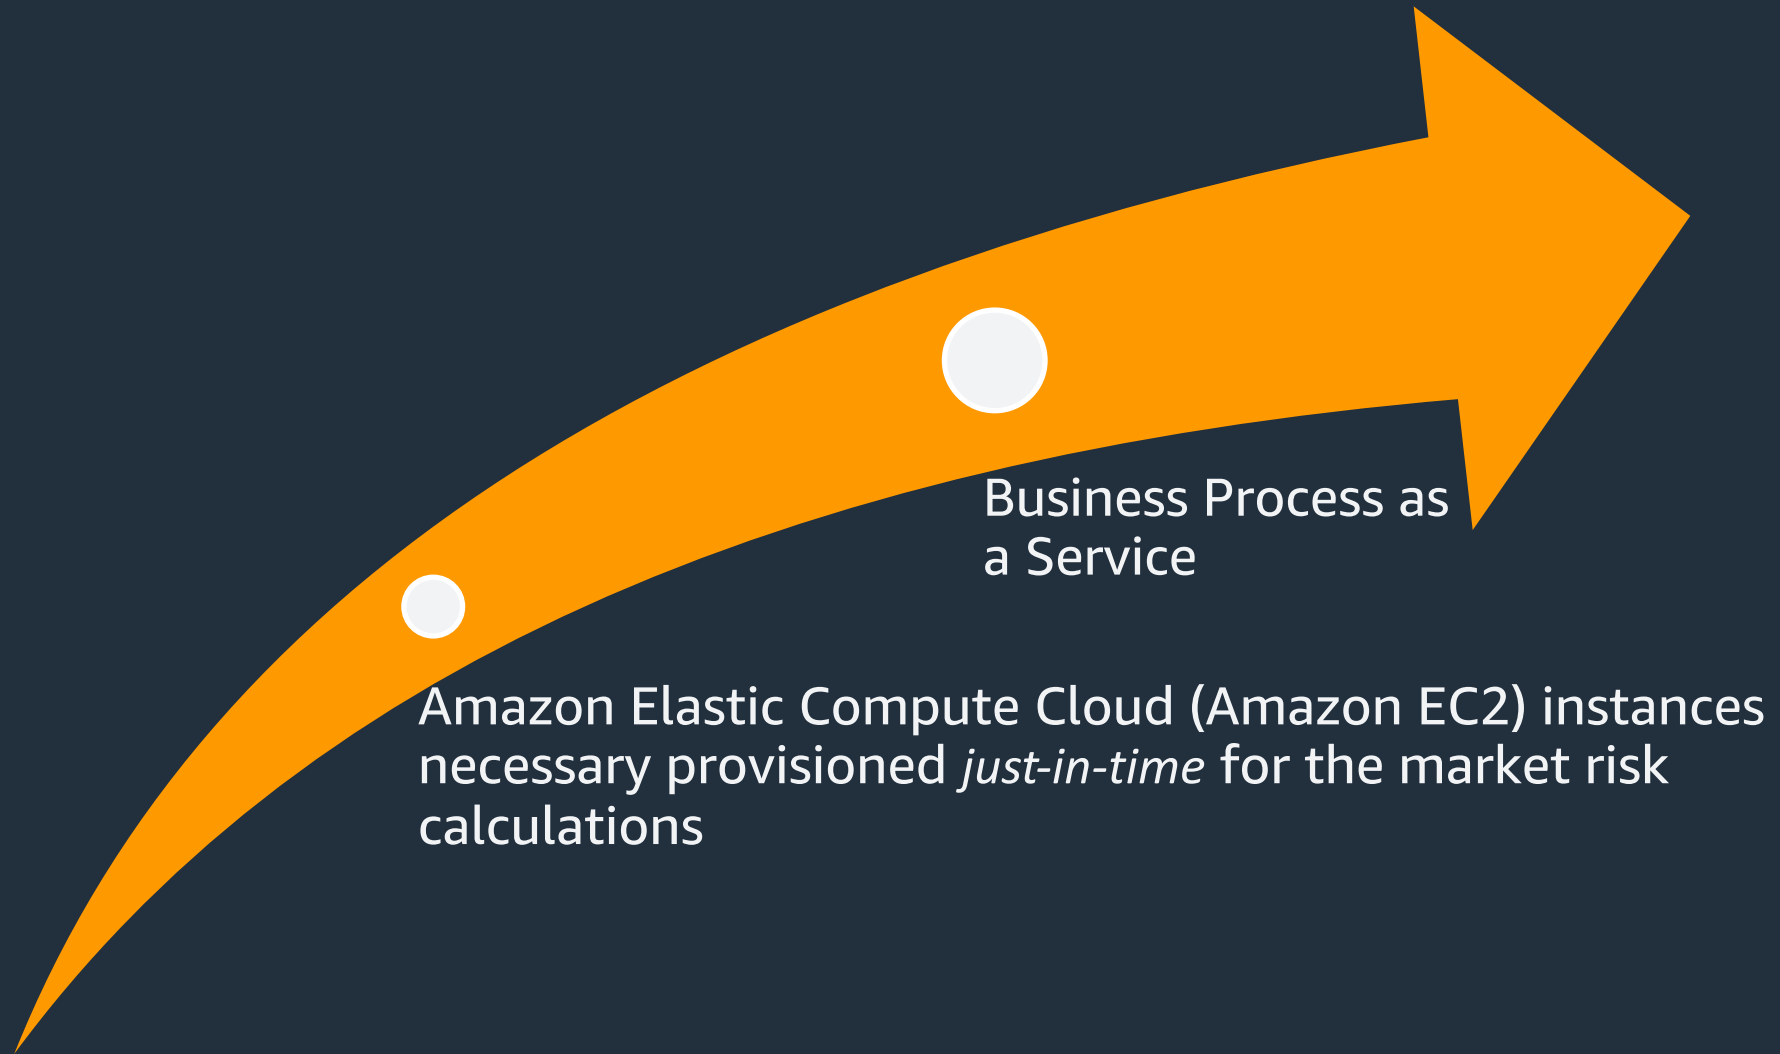 Business Process as
a Service
Amazon Elastic Compute Cloud (Amazon EC2) instances
necessary provisioned just-in-time for the market risk
calculations